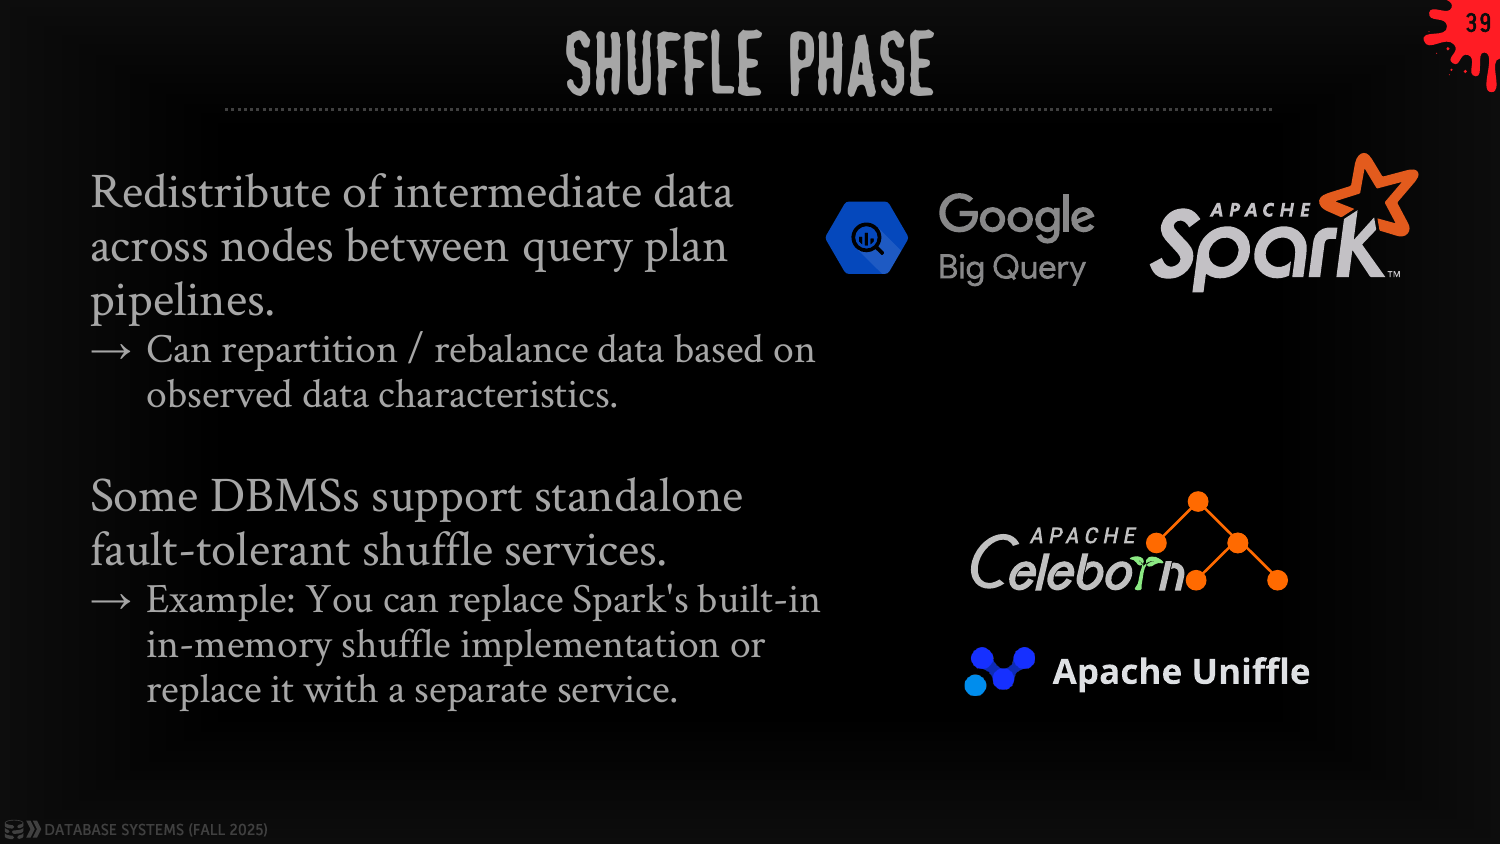 SHUFFLE PHASE
39
Redistribute of intermediate data
across nodes between query plan
pipelines.
→ Can repartition / rebalance data based on
observed data characteristics.
Google
Big Query
APACHE
Spark™
Some DBMSs support standalone
fault-tolerant shuffle services.
→ Example: You can replace Spark's built-in
in-memory shuffle implementation or
replace it with a separate service.
APACHE
Celeborn
Apache Uniffle
DATABASE SYSTEMS (FALL 2025)